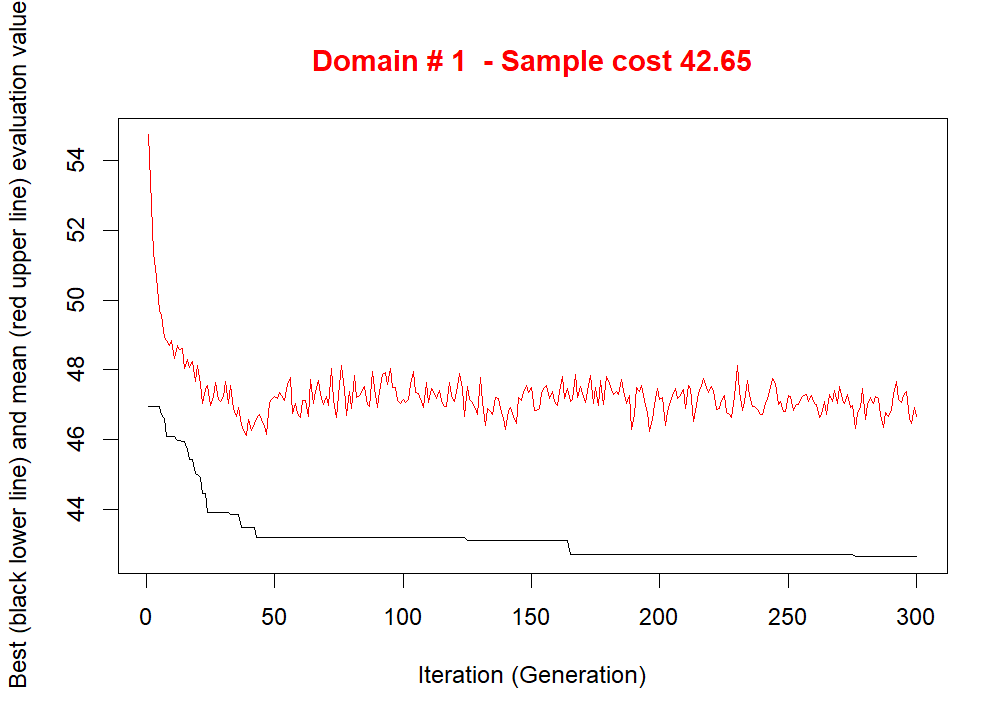 Domain # 1  - Sample cost 42.65
Best (black lower line) and mean (red upper line) evaluation value
54
52
50
48
46
44
0 50 100 150 200 250 300
Iteration (Generation)